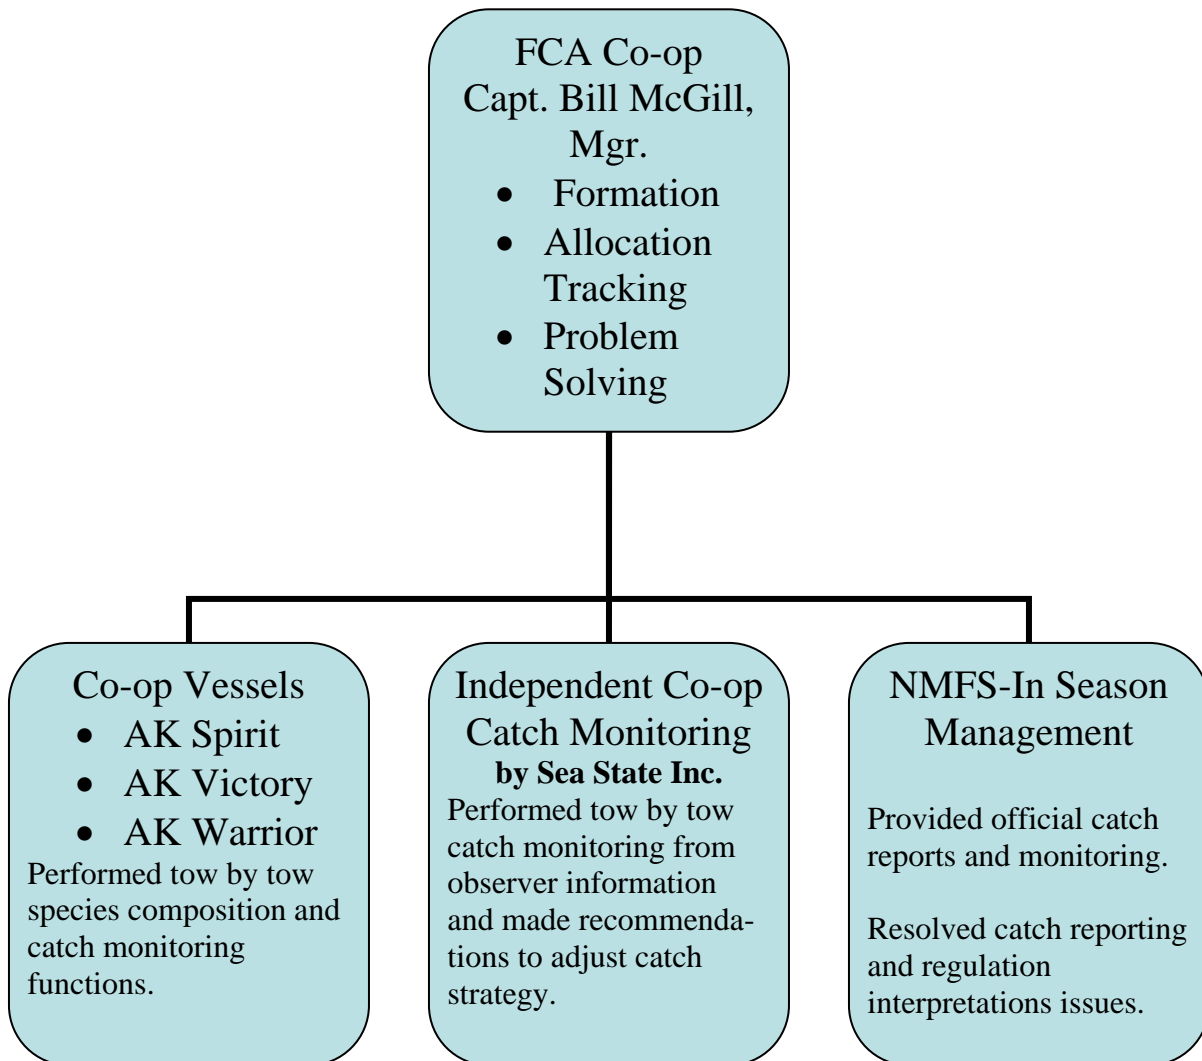 FCA Co-op
Capt. Bill McGill,
Mgr.
• Formation
• Allocation
Tracking
• Problem
Solving
Co-op Vessels
• AK Spirit
• AK Victory
• AK Warrior
Performed tow by tow
species composition and
catch monitoring
functions.
Independent Co-op
Catch Monitoring
by Sea State Inc.
Performed tow by tow
catch monitoring from
observer information
and made recommenda-
tions to adjust catch
strategy.
NMFS-In Season
Management
Provided official catch
reports and monitoring.
Resolved catch reporting
and regulation
interpretations issues.